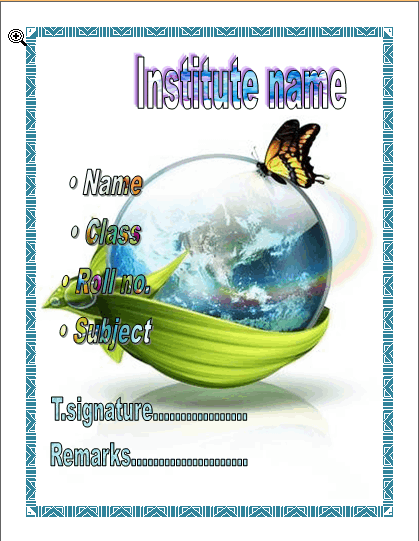 Institute name
• Name
• Class
• Roll no.
• Subject
T.signature.................
Remarks.....................